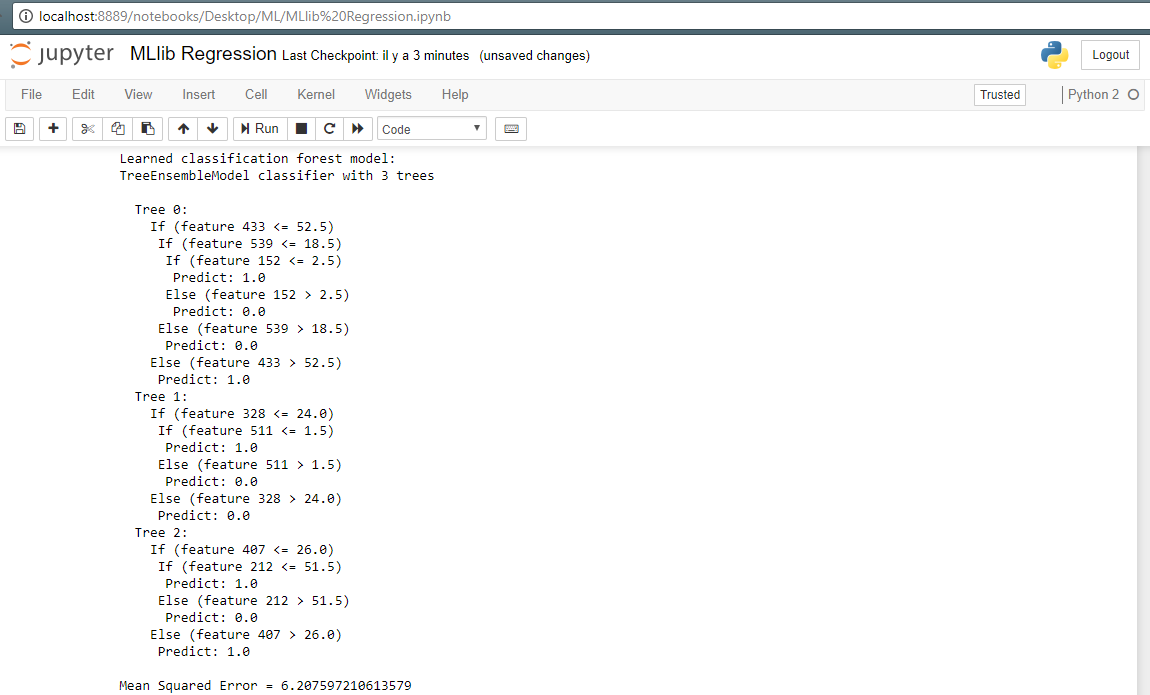 localhost:8889/notebooks/Desktop/ML/MLlib%20Regression.ipynb
jupyter MLlib Regression Last Checkpoint: il y a 3 minutes (unsaved changes) Logout
File Edit View Insert Cell Kernel Widgets Help Trusted Python 2
Run Code
Learned classification forest model:
TreeEnsembleModel classifier with 3 trees
Tree 0:
If (feature 433 <= 52.5)
If (feature 539 <= 18.5)
If (feature 152 <= 2.5)
Predict: 1.0
Else (feature 152 > 2.5)
Predict: 0.0
Else (feature 539 > 18.5)
Predict: 0.0
Else (feature 433 > 52.5)
Predict: 1.0
Tree 1:
If (feature 328 <= 24.0)
If (feature 511 <= 1.5)
Predict: 1.0
Else (feature 511 > 1.5)
Predict: 0.0
Else (feature 328 > 24.0)
Predict: 0.0
Tree 2:
If (feature 407 <= 26.0)
If (feature 212 <= 51.5)
Predict: 1.0
Else (feature 212 > 51.5)
Predict: 0.0
Else (feature 407 > 26.0)
Predict: 1.0
Mean Squared Error = 6.207597210613579